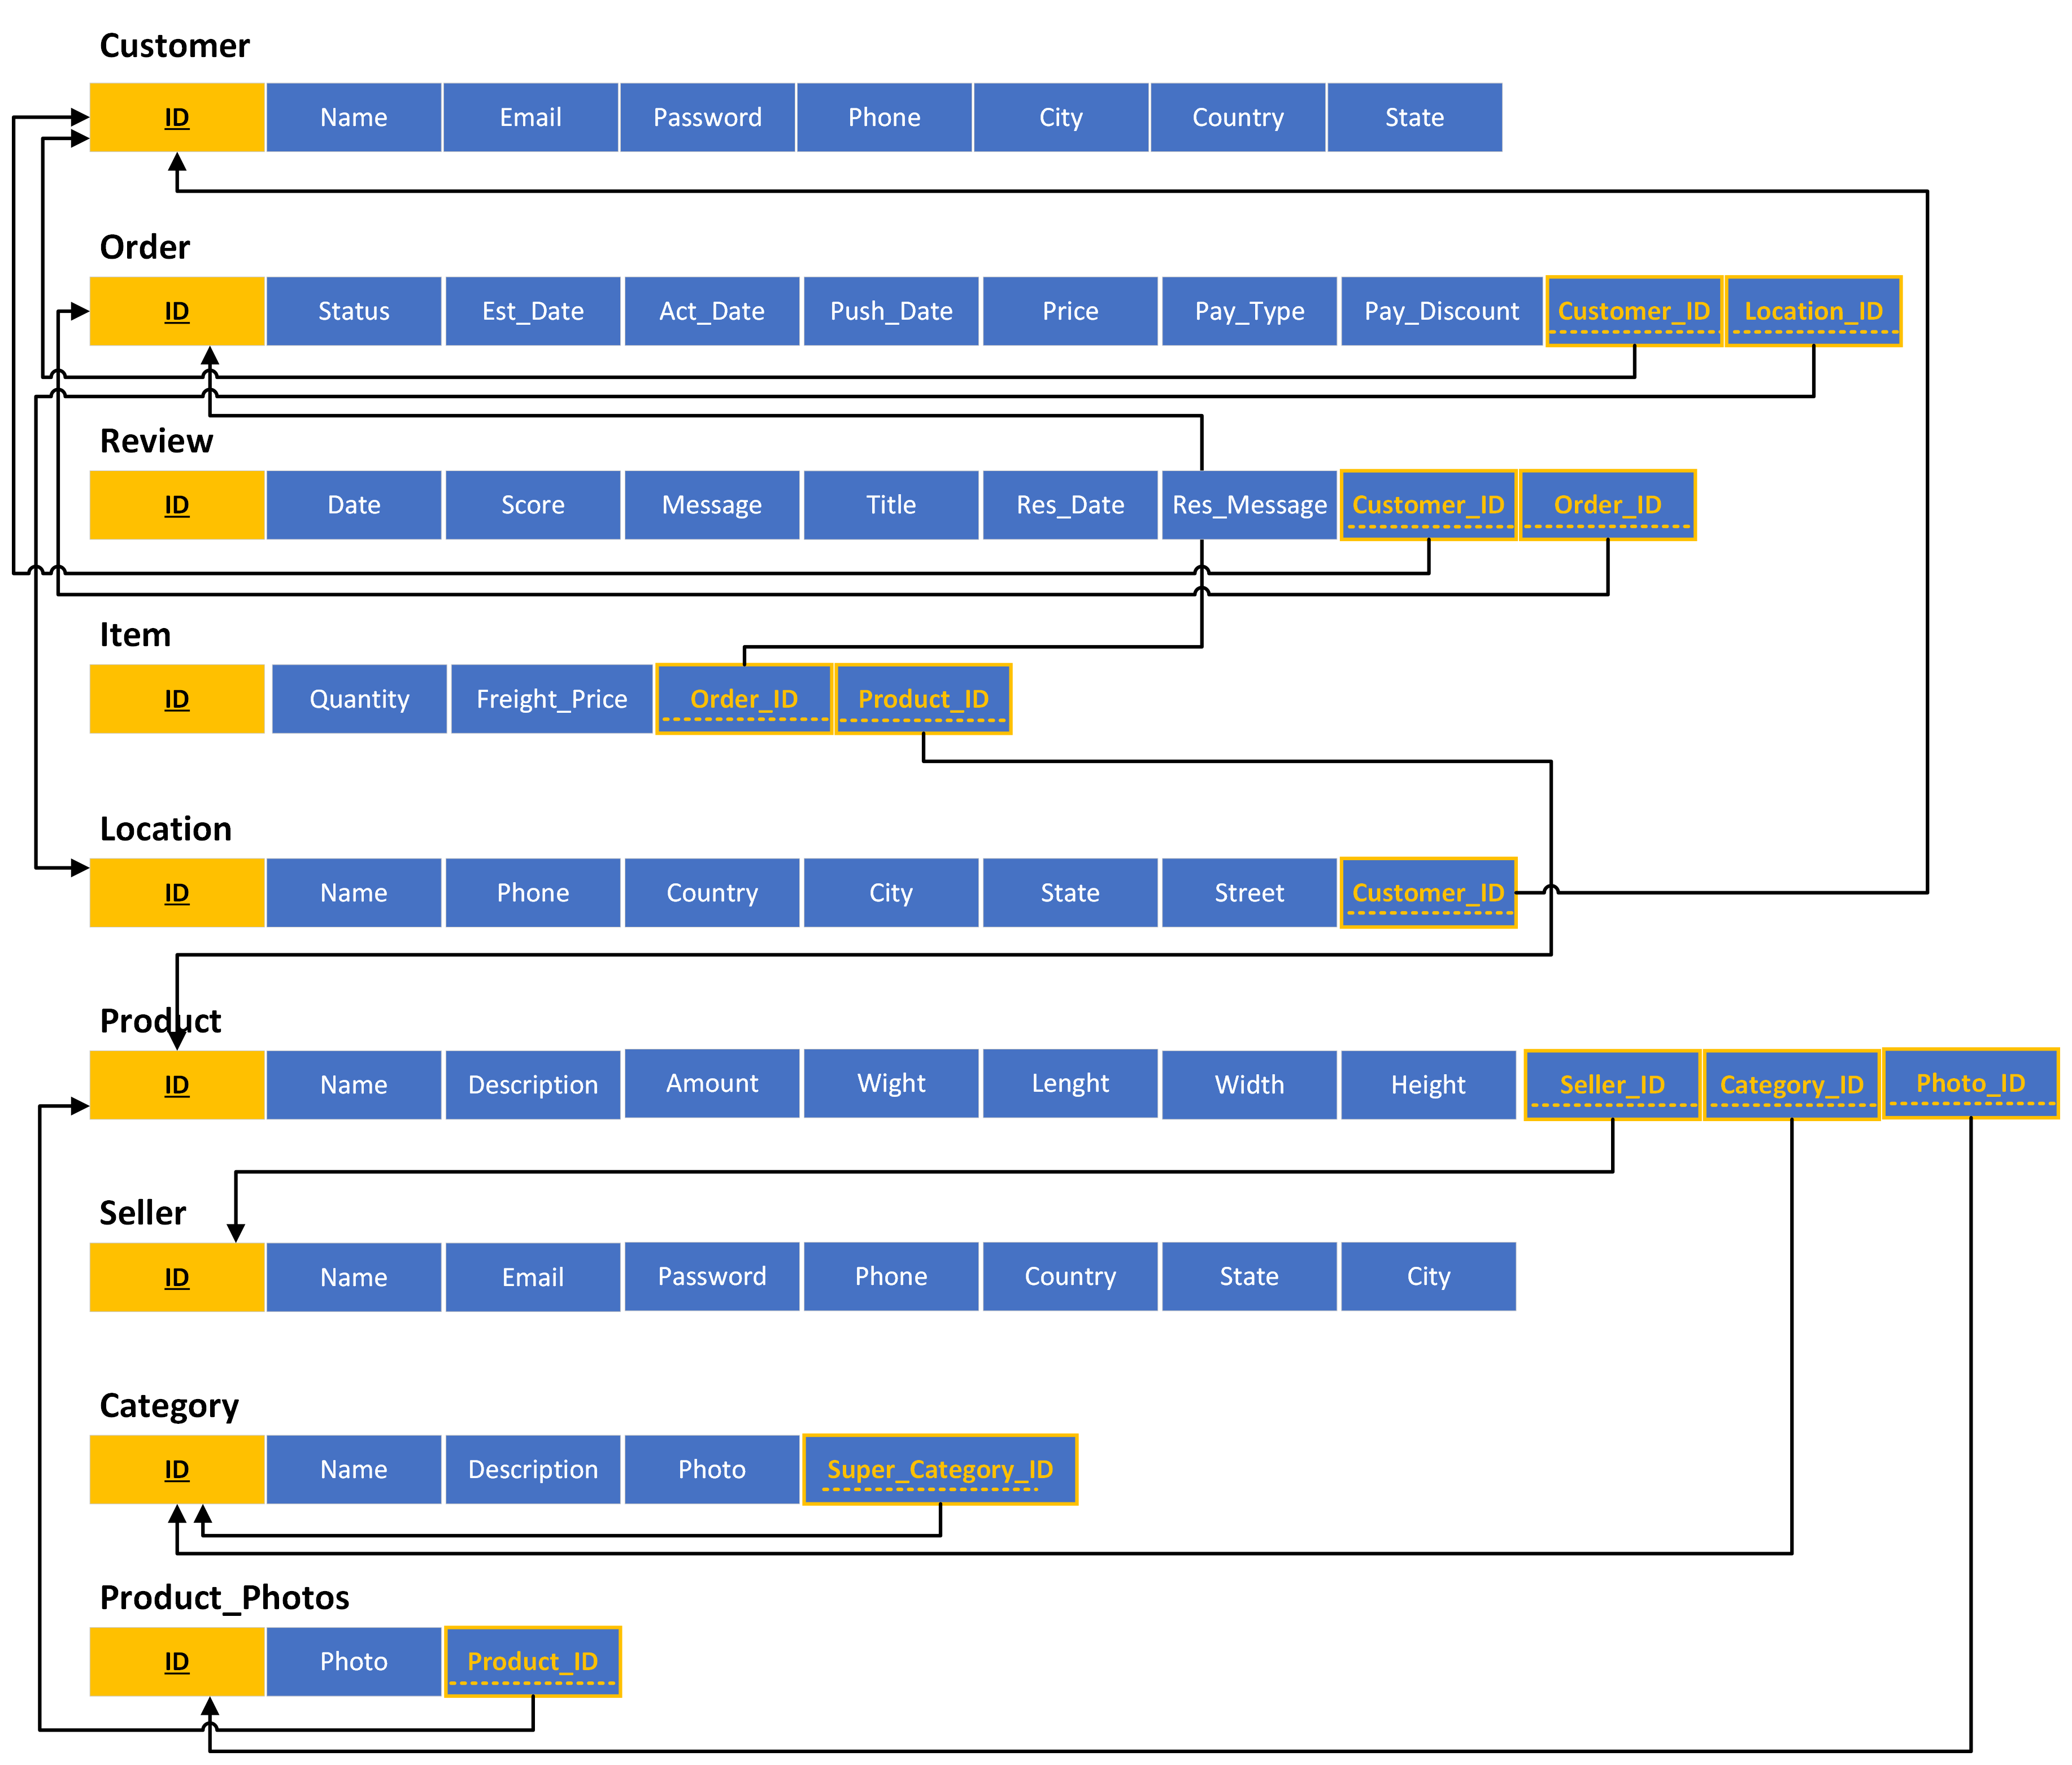 Customer
ID Name Email Password Phone City Country State
Order
ID Status Est_Date Act_Date Push_Date Price Pay_Type Pay_Discount Customer_ID Location_ID
Review
ID Date Score Message Title Res_Date Res_Message Customer_ID Order_ID
Item
ID Quantity Freight_Price Order_ID Product_ID
Location
ID Name Phone Country City State Street Customer_ID
Product
ID Name Description Amount Wight Lenght Width Height Seller_ID Category_ID Photo_ID
Seller
ID Name Email Password Phone Country State City
Category
ID Name Description Photo Super_Category_ID
Product_Photos
ID Photo Product_ID